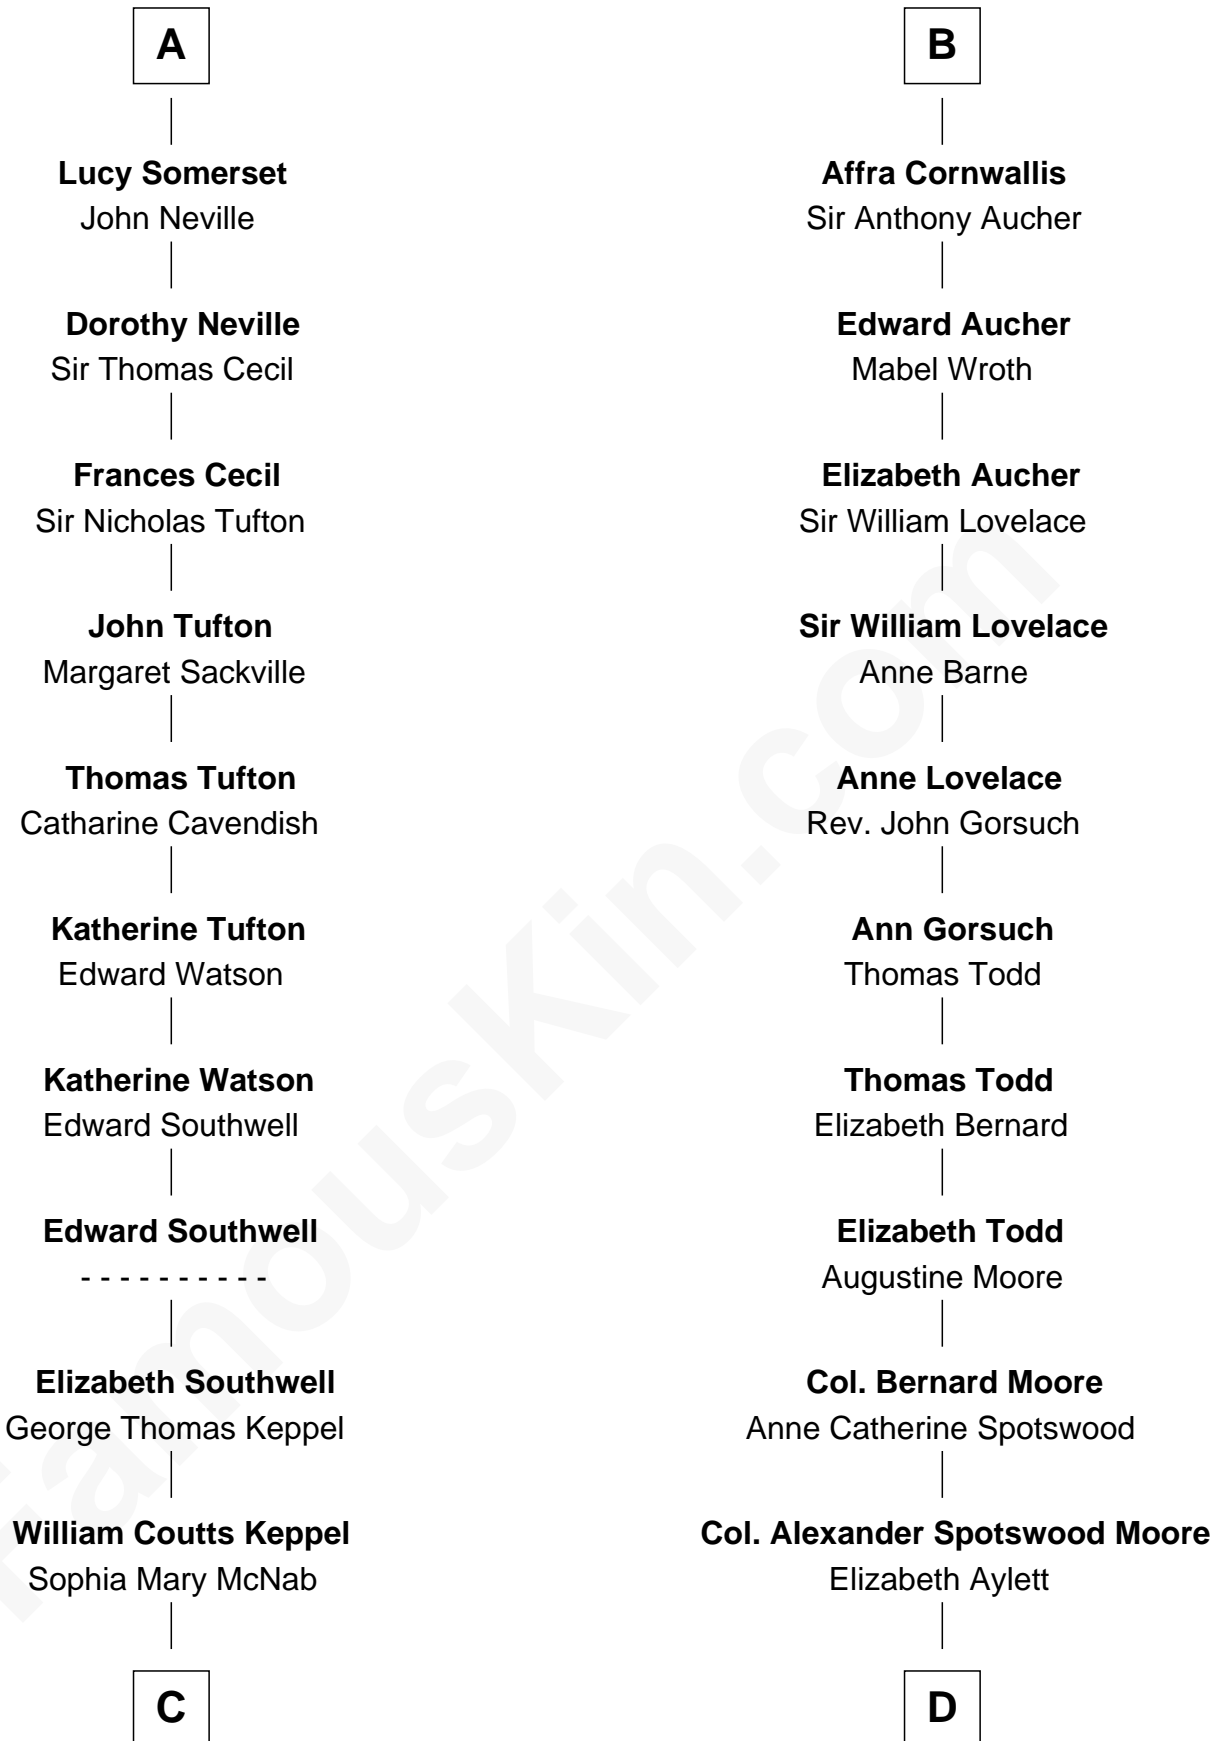 A
Lucy Somerset
John Neville
Dorothy Neville
Sir Thomas Cecil
Frances Cecil
Sir Nicholas Tufton
John Tufton
Margaret Sackville
Thomas Tufton
Catharine Cavendish
Katherine Tufton
Edward Watson
Katherine Watson
Edward Southwell
Edward Southwell
- - - - - - - - - -
Elizabeth Southwell
George Thomas Keppel
William Coutts Keppel
Sophia Mary McNab
C
B
Affra Cornwallis
Sir Anthony Aucher
Edward Aucher
Mabel Wroth
Elizabeth Aucher
Sir William Lovelace
Sir William Lovelace
Anne Barne
Anne Lovelace
Rev. John Gorsuch
Ann Gorsuch
Thomas Todd
Thomas Todd
Elizabeth Bernard
Elizabeth Todd
Augustine Moore
Col. Bernard Moore
Anne Catherine Spotswood
Col. Alexander Spotswood Moore
Elizabeth Aylett
D
FamousKin.com